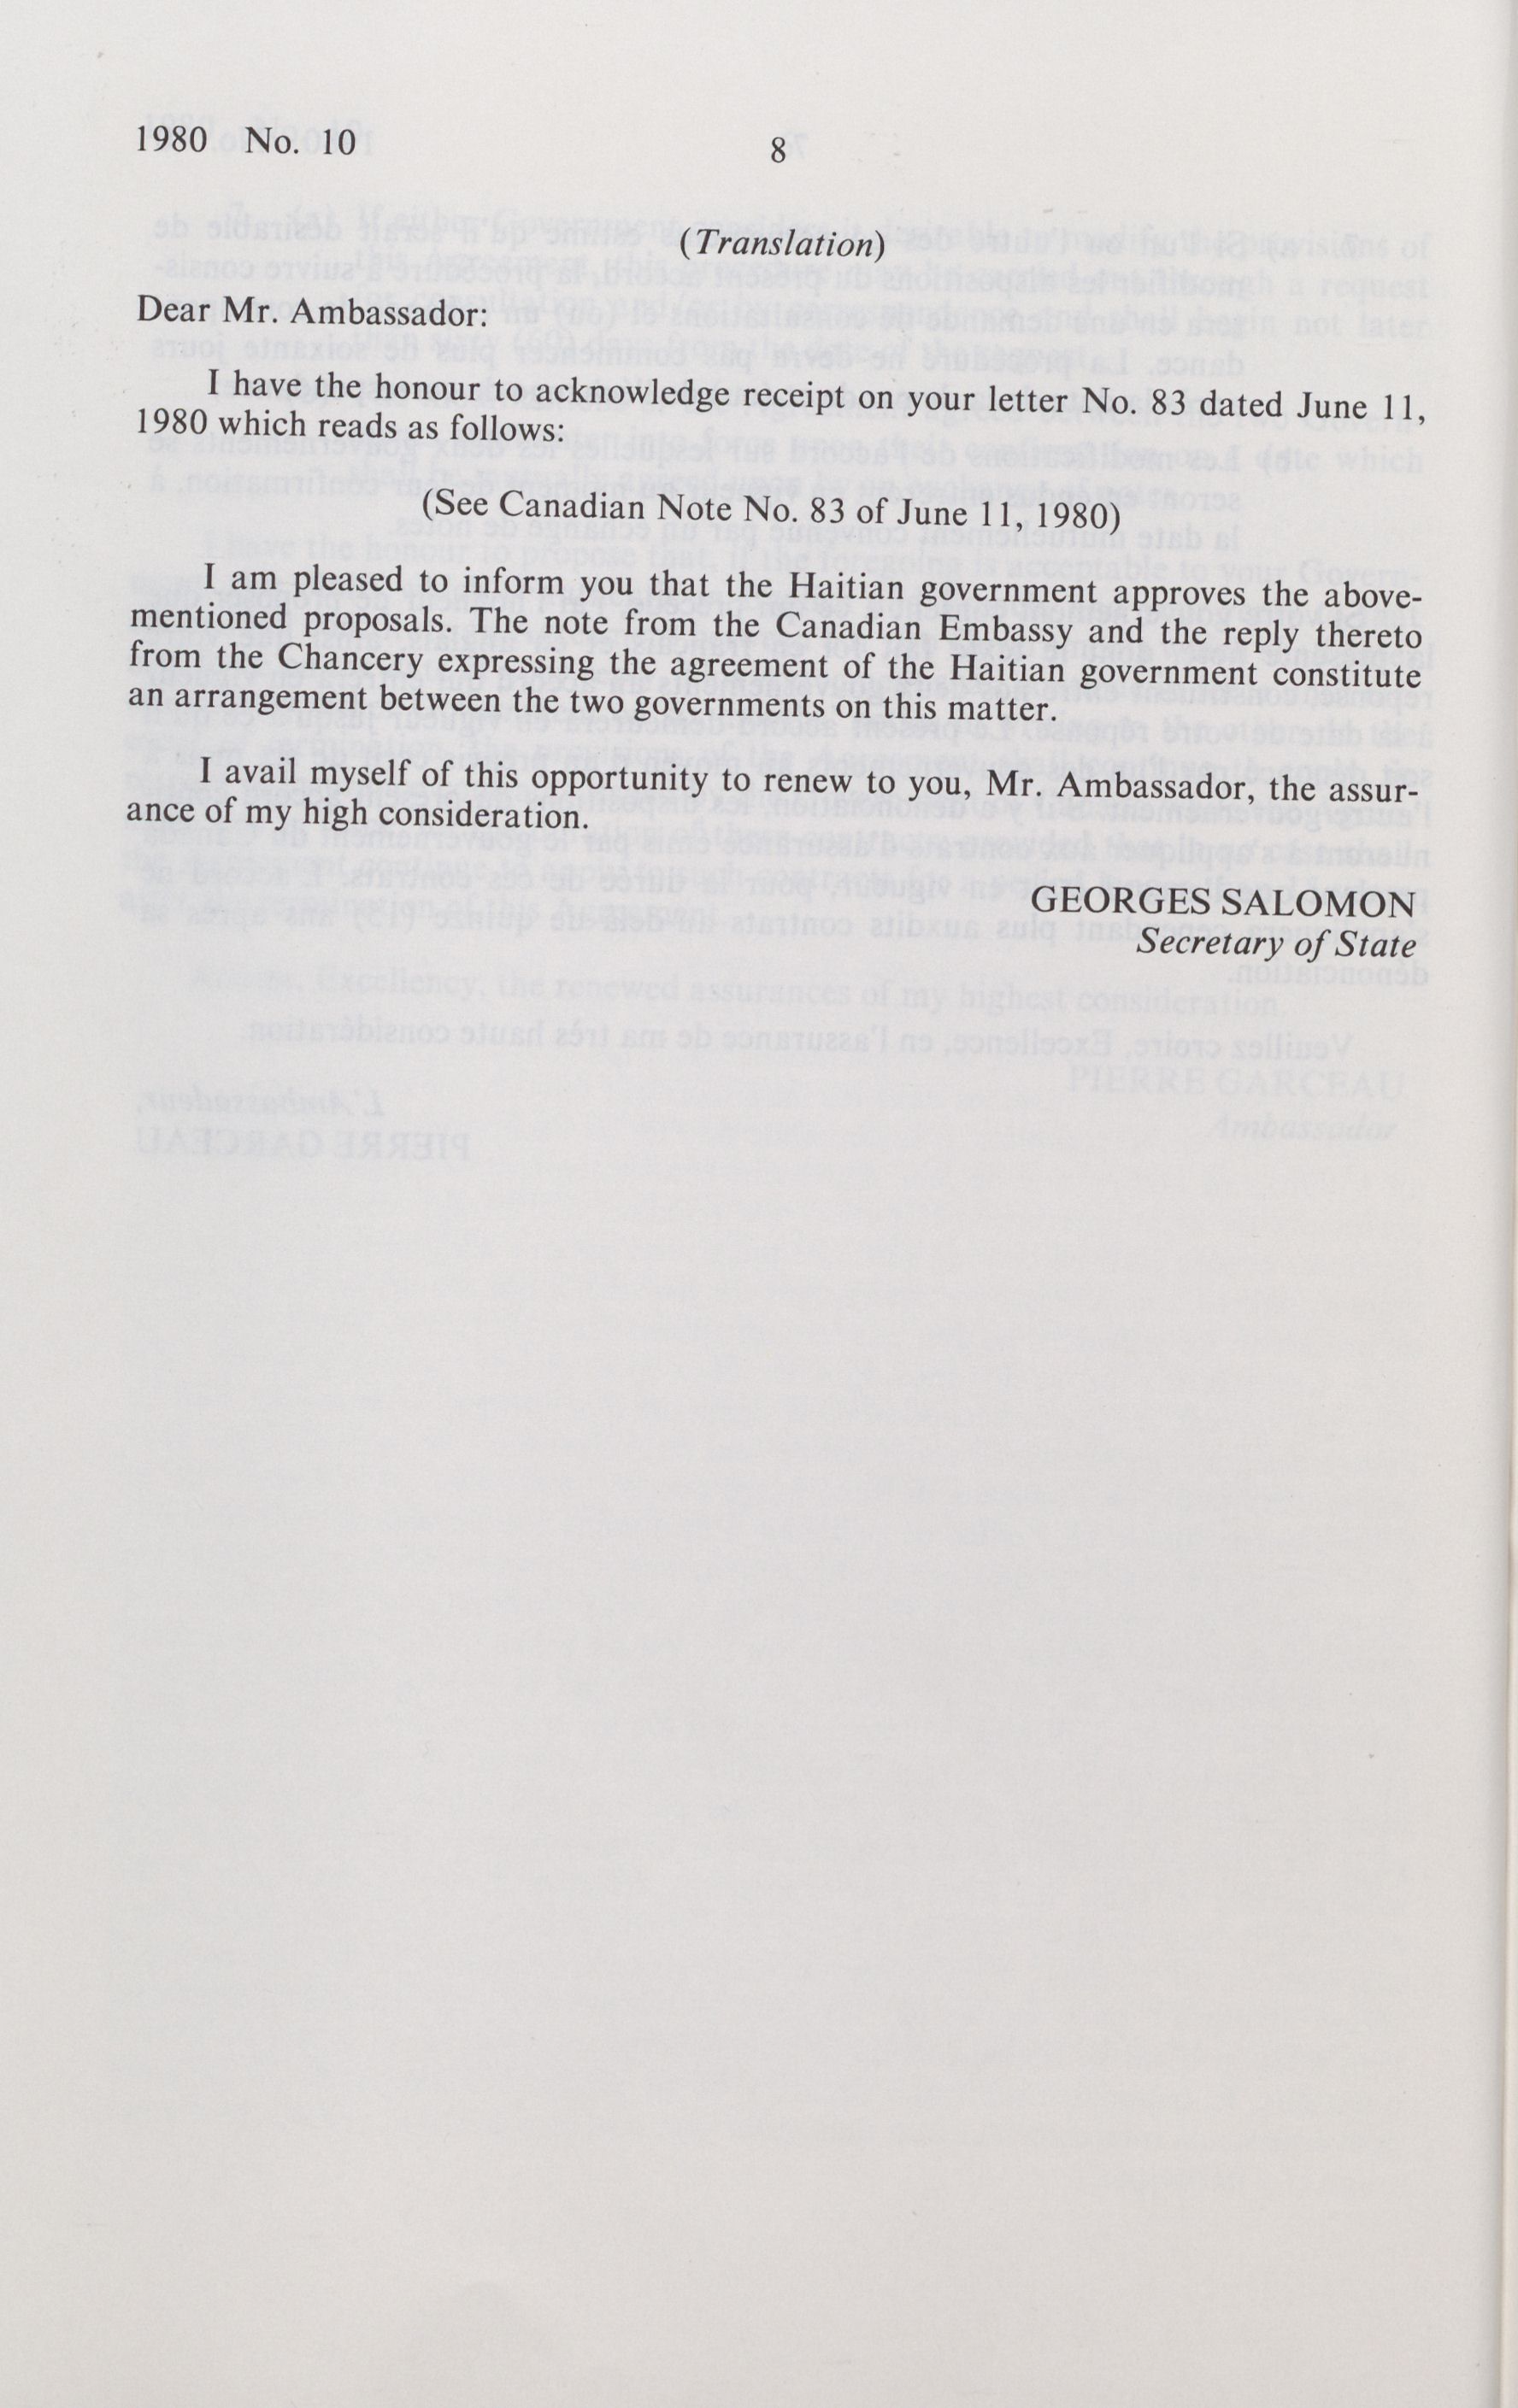 1980 No. 10
8
(Translation)
Dear Mr. Ambassador:
I have the honour to acknowledge receipt on your letter No. 83 dated June 11,
1980 which reads as follows:
(See Canadian Note No. 83 of June 11, 1980)
I am pleased to inform you that the Haitian government approves the above-
mentioned proposals. The note from the Canadian Embassy and the reply thereto
from the Chancery expressing the agreement of the Haitian government constitute
an arrangement between the two governments on this matter.
I avail myself of this opportunity to renew to you, Mr. Ambassador, the assur-
ance of my high consideration.
GEORGES SALOMON
Secretary of State